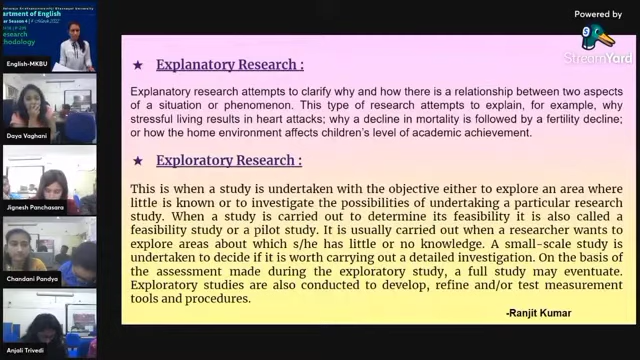 Department of English
Research
English-MKBU
Daya Vaghani
Jignesh Panchasara
Chandani Pandya
Anjali Trivedi
Powered by
StreamYard
★ Explanatory Research :
Explanatory research attempts to clarify why and how there is a relationship between two aspects
of a situation or phenomenon. This type of research attempts to explain, for example, why
stressful living results in heart attacks; why a decline in mortality is followed by a fertility decline;
or how the home environment affects children's level of academic achievement.
★ Exploratory Research :
This is when a study is undertaken with the objective either to explore an area where
little is known or to investigate the possibilities of undertaking a particular research
study. When a study is carried out to determine its feasibility it is also called a
feasibility study or a pilot study. It is usually carried out when a researcher wants to
explore areas about which s/he has little or no knowledge. A small-scale study is
undertaken to decide if it is worth carrying out a detailed investigation. On the basis of
the assessment made during the exploratory study, a full study may eventuate.
Exploratory studies are also conducted to develop, refine and/or test measurement
tools and procedures.
-Ranjit Kumar